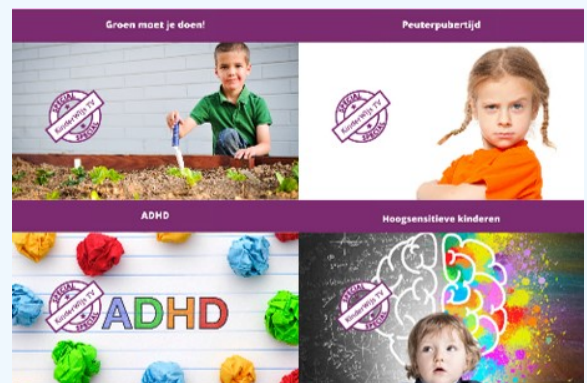 Groen moet je doen!
Peuterpubertijd
SPECIAL
KinderWijs TV
SPECIAL
SPECIAL
KinderWijs TV
SPECIAL
ADHD
Hoogsensitieve kinderen
SPECIAL
KinderWijs TV
SPECIAL
ADHD
SPECIAL
KinderWijs TV
SPECIAL